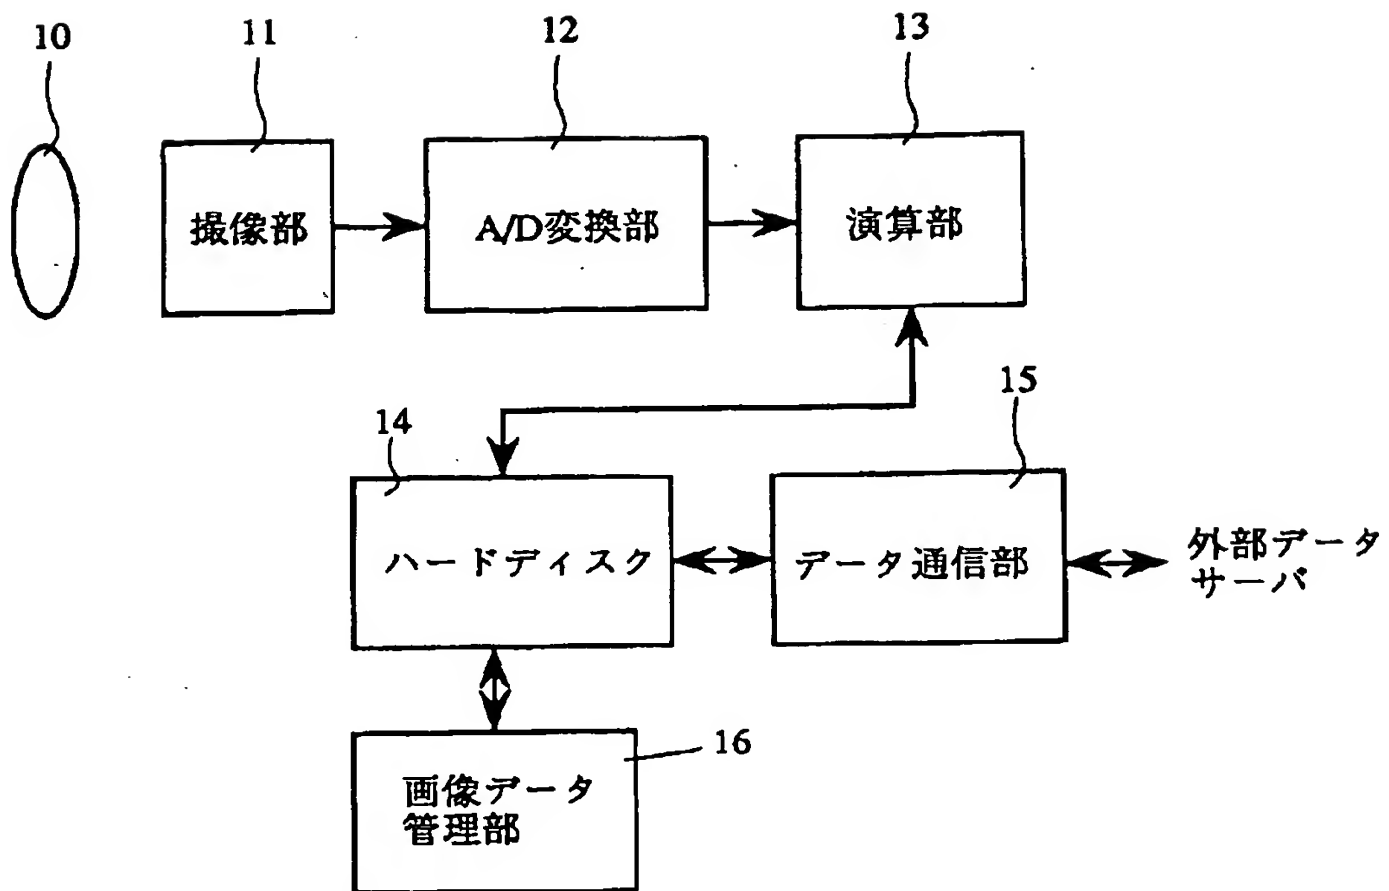 10
11
12
13
撮像部
A/D変換部
演算部
14
15
ハードディスク
データ通信部
外部データ
サーバ
16
画像データ
管理部